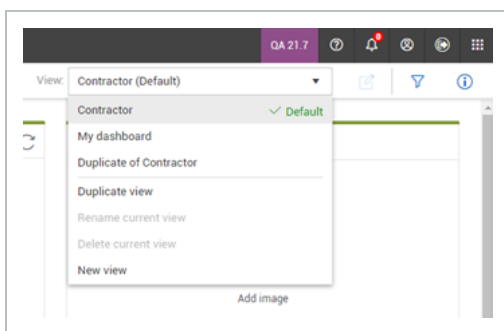 QA 21.7
View: Contractor (Default)
Contractor Default
My dashboard
Duplicate of Contractor
Duplicate view
Rename current view
Delete current view
New view
Add image